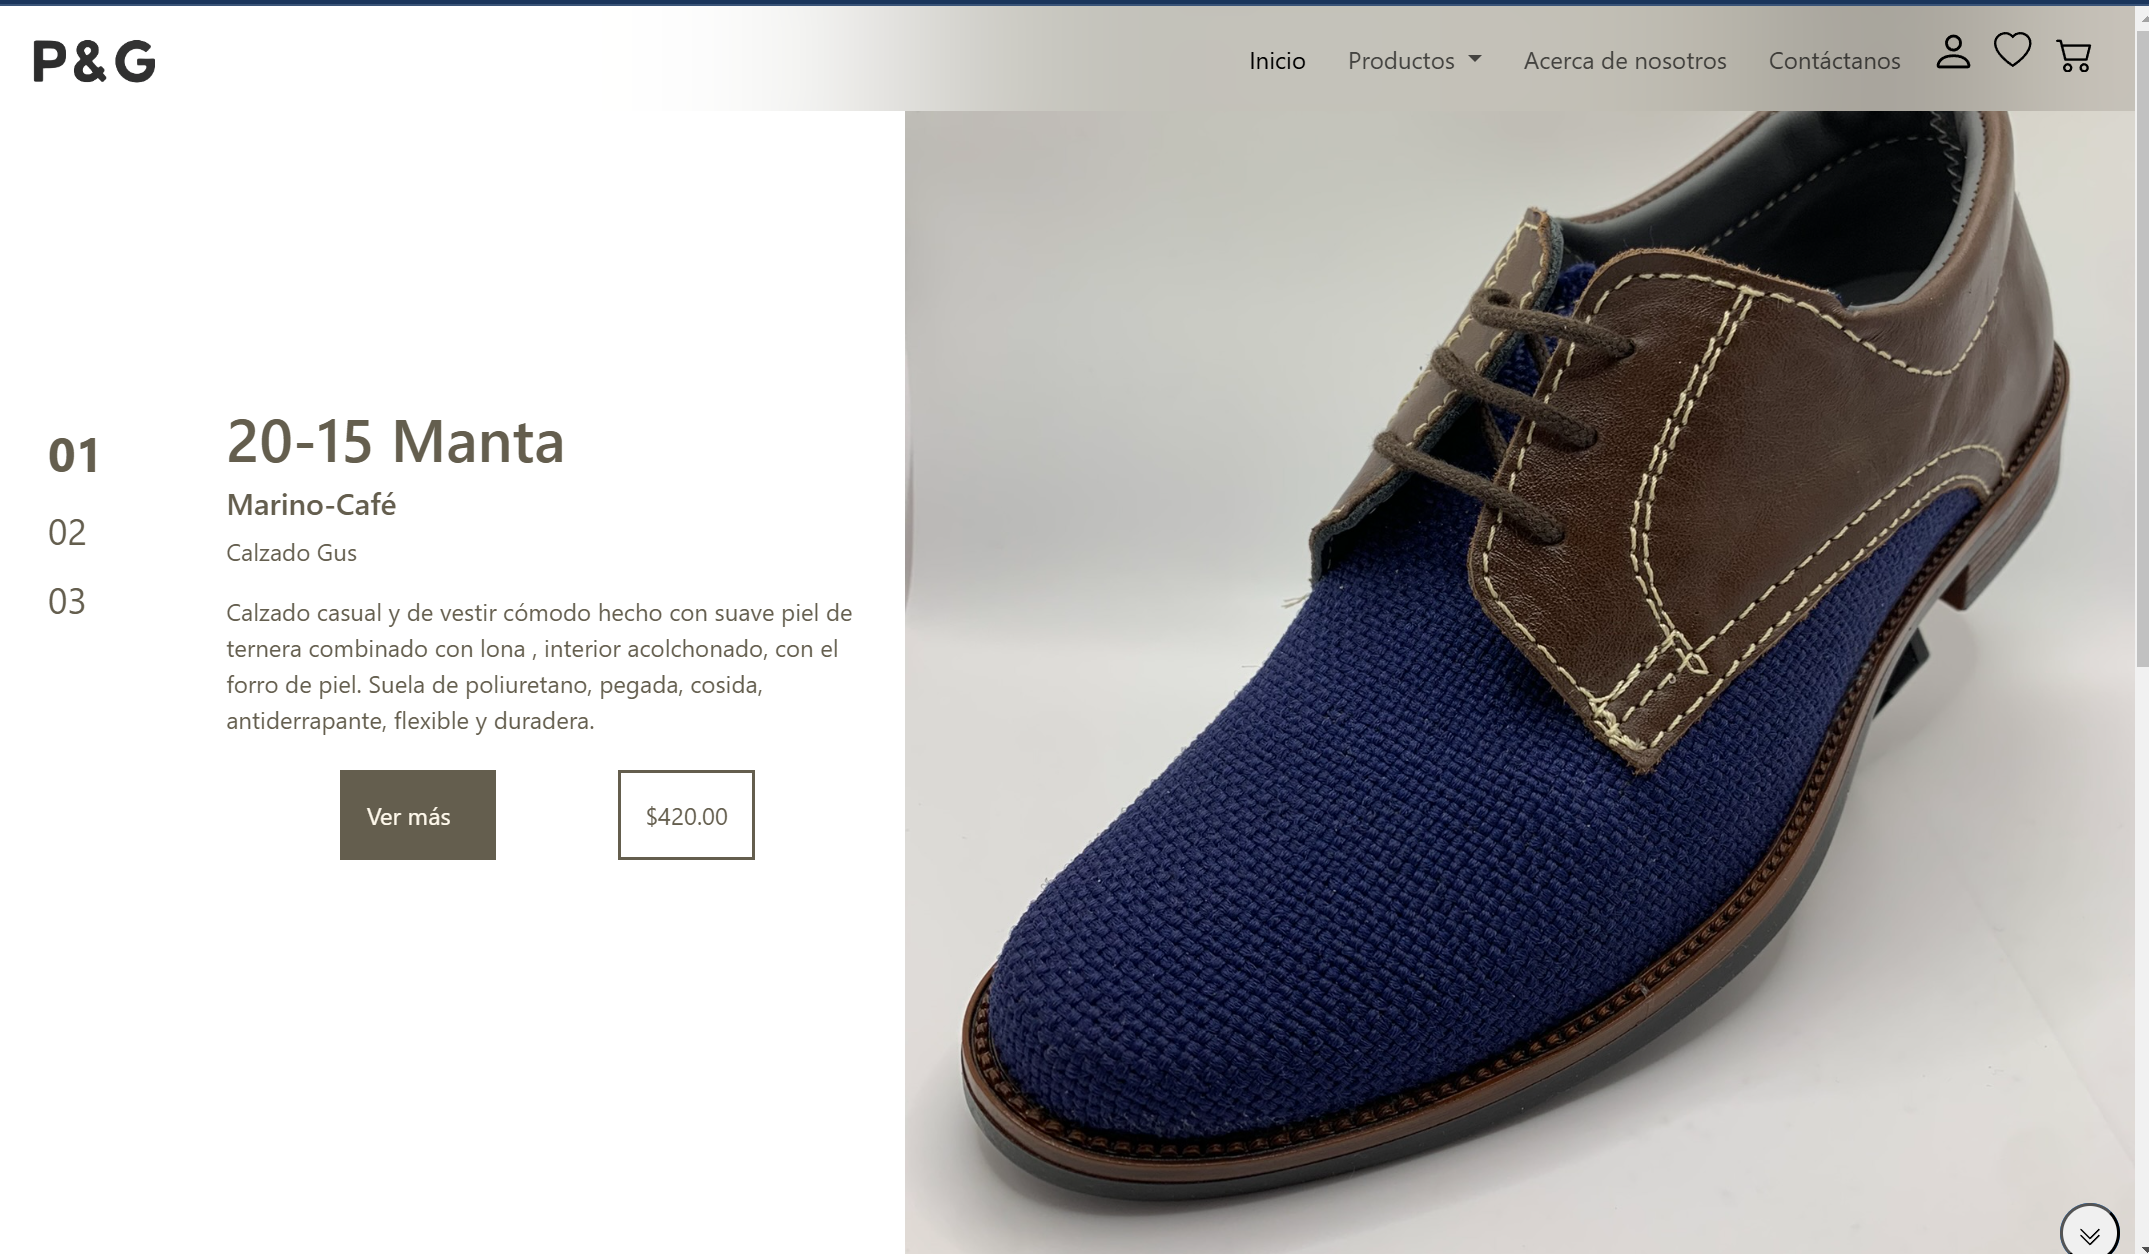 P&G
Inicio
Productos
Acerca de nosotros
Contáctanos
01
02
03
20-15 Manta
Marino-Café
Calzado Gus
Calzado casual y de vestir cómodo hecho con suave piel de
ternera combinado con lona , interior acolchonado, con el
forro de piel. Suela de poliuretano, pegada, cosida,
antiderrapante, flexible y duradera.
Ver más
$420.00